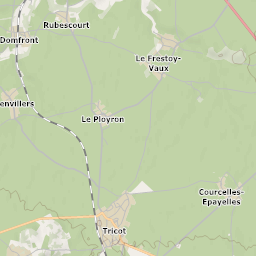 Rubescourt
Domfront
Le Frestoy-
Vaux
envillers
Le Ployron
Courcelles-
Epayelles
Tricot